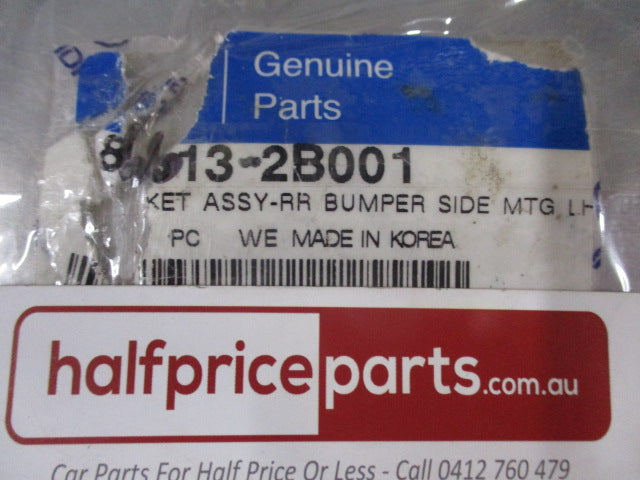 Genuine
Parts
13-2B001
ASSY-RR BUMPER SIDE MTG LH
PC WE MADE IN KOREA
halfpriceparts.com.au
Car Parts For Half Price Or Less - Call 0412 760 479